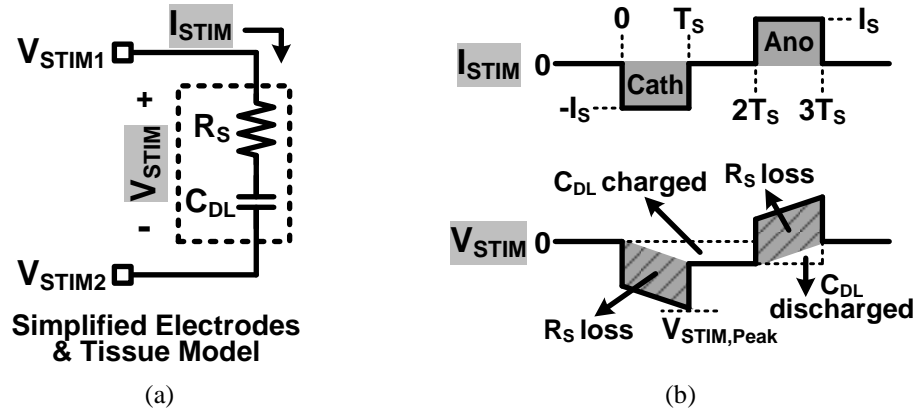 I_STIM
V_STIM1
+
V_STIM
-
R_S
C_DL
V_STIM2
Simplified Electrodes
& Tissue Model
(a)
0 T_S
I_STIM 0
Cath
-I_S
Ano
I_S
2T_S 3T_S
C_DL charged
R_S loss
V_STIM 0
R_S loss
V_STIM,Peak
C_DL
discharged
(b)